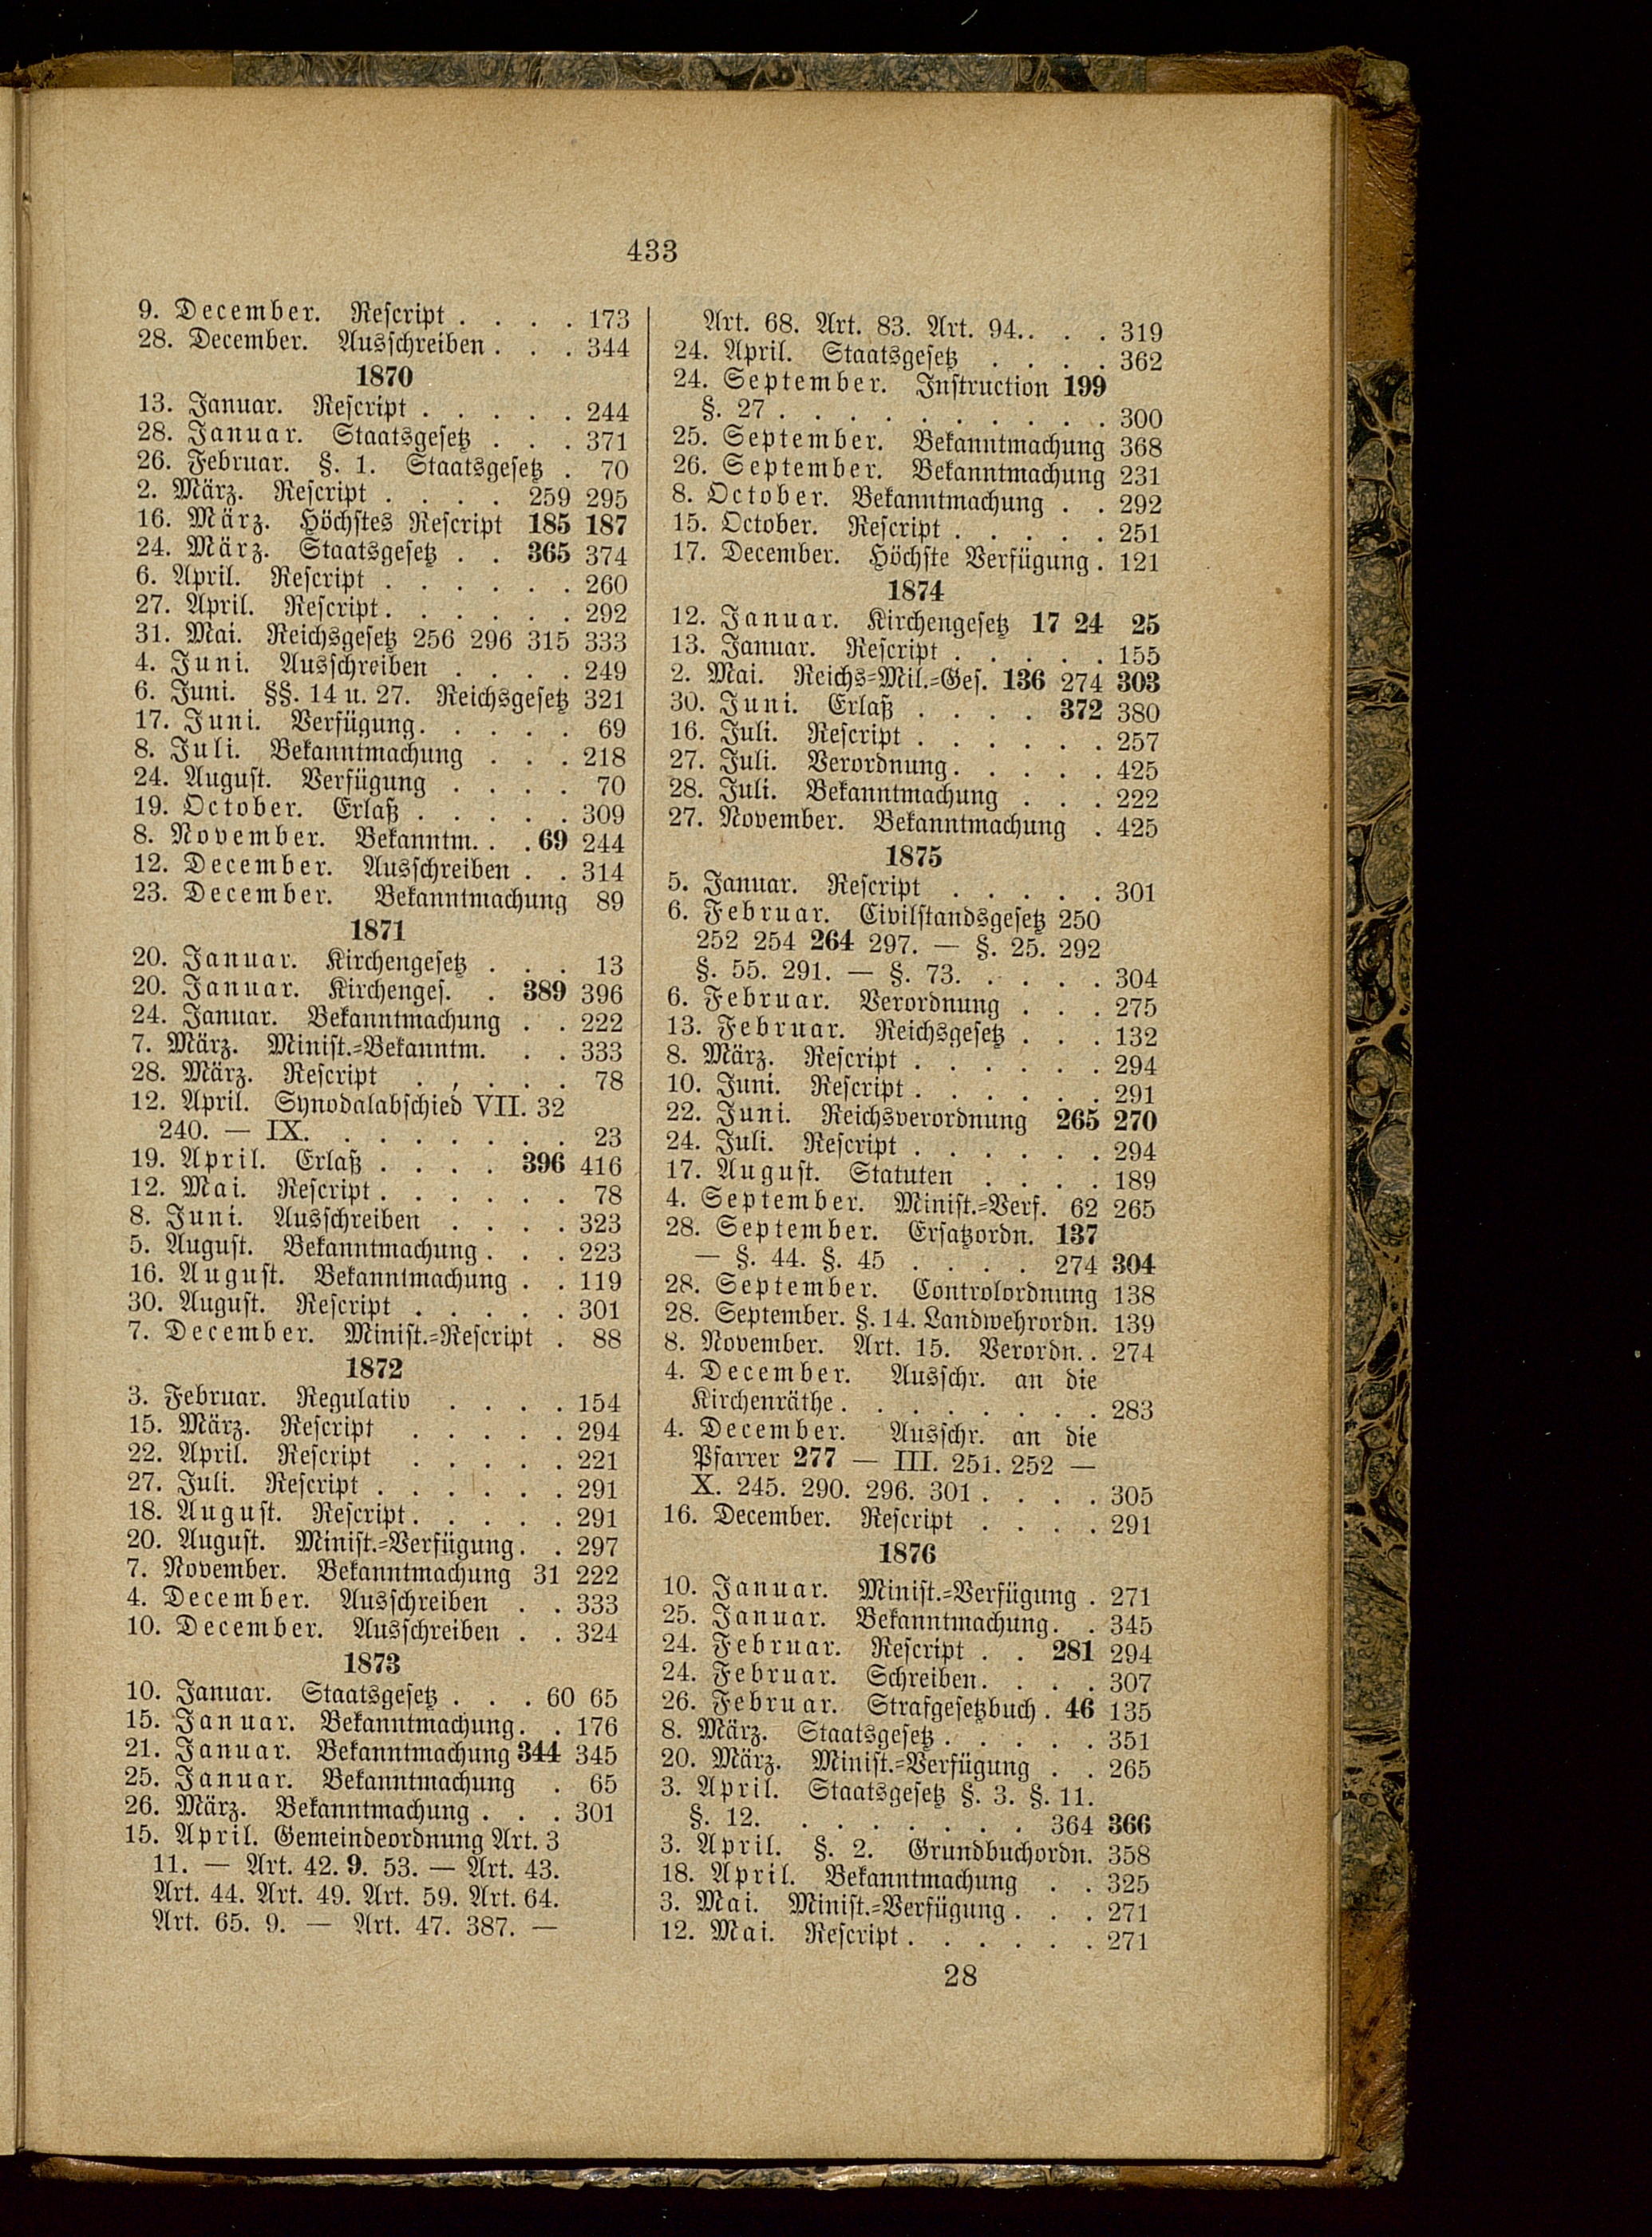 433
9. December. Rescript . . . . 173
28. December. Ausschreiben . . . 344
1870
13. Januar. Rescript . . . . . 244
28. Januar. Staatsgesetz . . . 371
26. Februar. §. 1. Staatsgesetz . 70
2. März. Rescript . . . . 259 295
16. März. Höchstes Rescript 185 187
24. März. Staatsgesetz . . 365 374
6. April. Rescript . . . . . . 260
27. April. Rescript . . . . . . 292
31. Mai. Reichsgesetz 256 296 315 333
4. Juni. Ausschreiben . . . . 249
6. Juni. §§. 14 u. 27. Reichsgesetz 321
17. Juni. Verfügung . . . . . 69
8. Juli. Bekanntmachung . . . 218
24. August. Verfügung . . . . 70
19. October. Erlaß . . . . . 309
8. November. Bekanntm. . . 69 244
12. December. Ausschreiben . . 314
23. December. Bekanntmachung 89
1871
20. Januar. Kirchengesetz . . . 13
20. Januar. Kirchenges. . 389 396
24. Januar. Bekanntmachung . . 222
7. März. Minist.=Bekanntm. . . 333
28. März. Rescript . , . . . 78
12. April. Synodalabschied VII. 32
240. — IX. . . . . . . . 23
19. April. Erlaß . . . . 396 416
12. Mai. Rescript . . . . . . 78
8. Juni. Ausschreiben . . . . 323
5. August. Bekanntmachung . . . 223
16. August. Bekanntmachung . . 119
30. August. Rescript . . . . . 301
7. December. Minist.=Rescript . 88
1872
3. Februar. Regulativ . . . . 154
15. März. Rescript . . . . . 294
22. April. Rescript . . . . . 221
27. Juli. Rescript . . . . . . 291
18. August. Rescript . . . . . 291
20. August. Minist.=Verfügung . . 297
7. November. Bekanntmachung 31 222
4. December. Ausschreiben . . 333
10. December. Ausschreiben . . 324
1873
10. Januar. Staatsgesetz . . . 60 65
15. Januar. Bekanntmachung . . 176
21. Januar. Bekanntmachung 344 345
25. Januar. Bekanntmachung . 65
26. März. Bekanntmachung . . . 301
15. April. Gemeindeordnung Art. 3
11. — Art. 42. 9. 53. — Art. 43.
Art. 44. Art. 49. Art. 59. Art. 64.
Art. 65. 9. — Art. 47. 387. —
Art. 68. Art. 83. Art. 94. . . . 319
24. April. Staatsgesetz . . . . 362
24. September. Instruction 199
§. 27 . . . . . . . . . 300
25. September. Bekanntmachung 368
26. September. Bekanntmachung 231
8. October. Bekanntmachung . . 292
15. October. Rescript . . . . . 251
17. December. Höchste Verfügung . 121
1874
12. Januar. Kirchengesetz 17 24 25
13. Januar. Rescript . . . . . 155
2. Mai. Reichs=Mil.=Ges. 136 274 303
30. Juni. Erlaß . . . . 372 380
16. Juli. Rescript . . . . . . 257
27. Juli. Verordnung . . . . . 425
28. Juli. Bekanntmachung . . . 222
27. November. Bekanntmachung . 425
1875
5. Januar. Rescript . . . . . 301
6. Februar. Civilstandsgesetz 250
252 254 264 297. — §. 25. 292
§. 55. 291. — §. 73. . . . . 304
6. Februar. Verordnung . . . 275
13. Februar. Reichsgesetz . . . 132
8. März. Rescript . . . . . . 294
10. Juni. Rescript . . . . . . 291
22. Juni. Reichsverordnung 265 270
24. Juli. Rescript . . . . . . 294
17. August. Statuten . . . . 189
4. September. Minist.=Verf. 62 265
28. September. Ersatzordn. 137
— §. 44. §. 45 . . . . 274 304
28. September. Controlordnung 138
28. September. §. 14. Landwehrordn. 139
8. November. Art. 15. Verordn. . 274
4. December. Ausschr. an die
Kirchenräthe . . . . . . . . 283
4. December. Ausschr. an die
Pfarrer 277 — III. 251. 252 —
X. 245. 290. 296. 301 . . . . 305
16. December. Rescript . . . . 291
1876
10. Januar. Minist.=Verfügung . 271
25. Januar. Bekanntmachung . . 345
24. Februar. Rescript . . 281 294
24. Februar. Schreiben . . . . 307
26. Februar. Strafgesetzbuch . 46 135
8. März. Staatsgesetz . . . . . 351
20. März. Minist.=Verfügung . . 265
3. April. Staatsgesetz §. 3. §. 11.
§. 12. . . . . . . . 364 366
3. April. §. 2. Grundbuchordn. 358
18. April. Bekanntmachung . . 325
3. Mai. Minist.=Verfügung . . . 271
12. Mai. Rescript . . . . . . 271
28